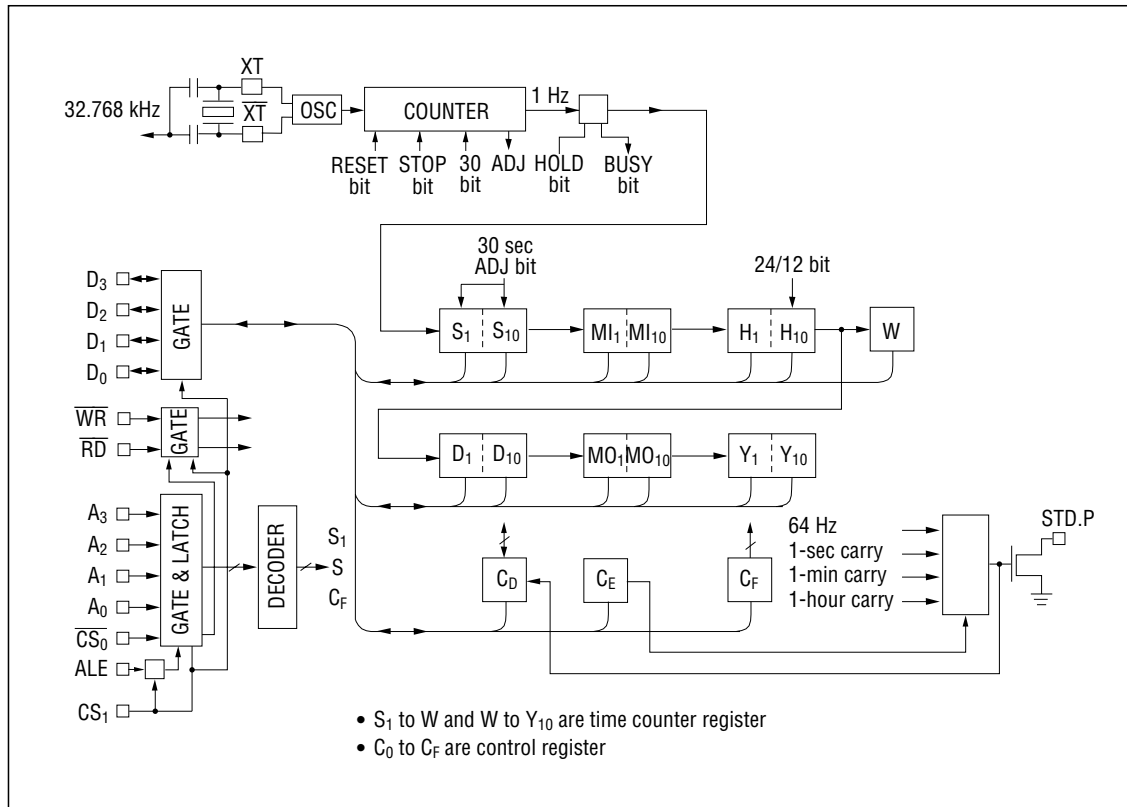 XT
32.768 kHz
XT
OSC
COUNTER
1 Hz
RESET bit
STOP bit
30 bit
ADJ
HOLD bit
BUSY bit
30 sec
ADJ bit
24/12 bit
D3
D2
D1
D0
GATE
S1 S10
MI1 MI10
H1 H10
W
WR
RD
GATE
D1 D10
MO1 MO10
Y1 Y10
A3
A2
A1
A0
CS0
ALE
CS1
GATE & LATCH
DECODER
S1
S
CF
CD
CE
CF
64 Hz
1-sec carry
1-min carry
1-hour carry
STD.P
• S1 to W and W to Y10 are time counter register
• C0 to CF are control register